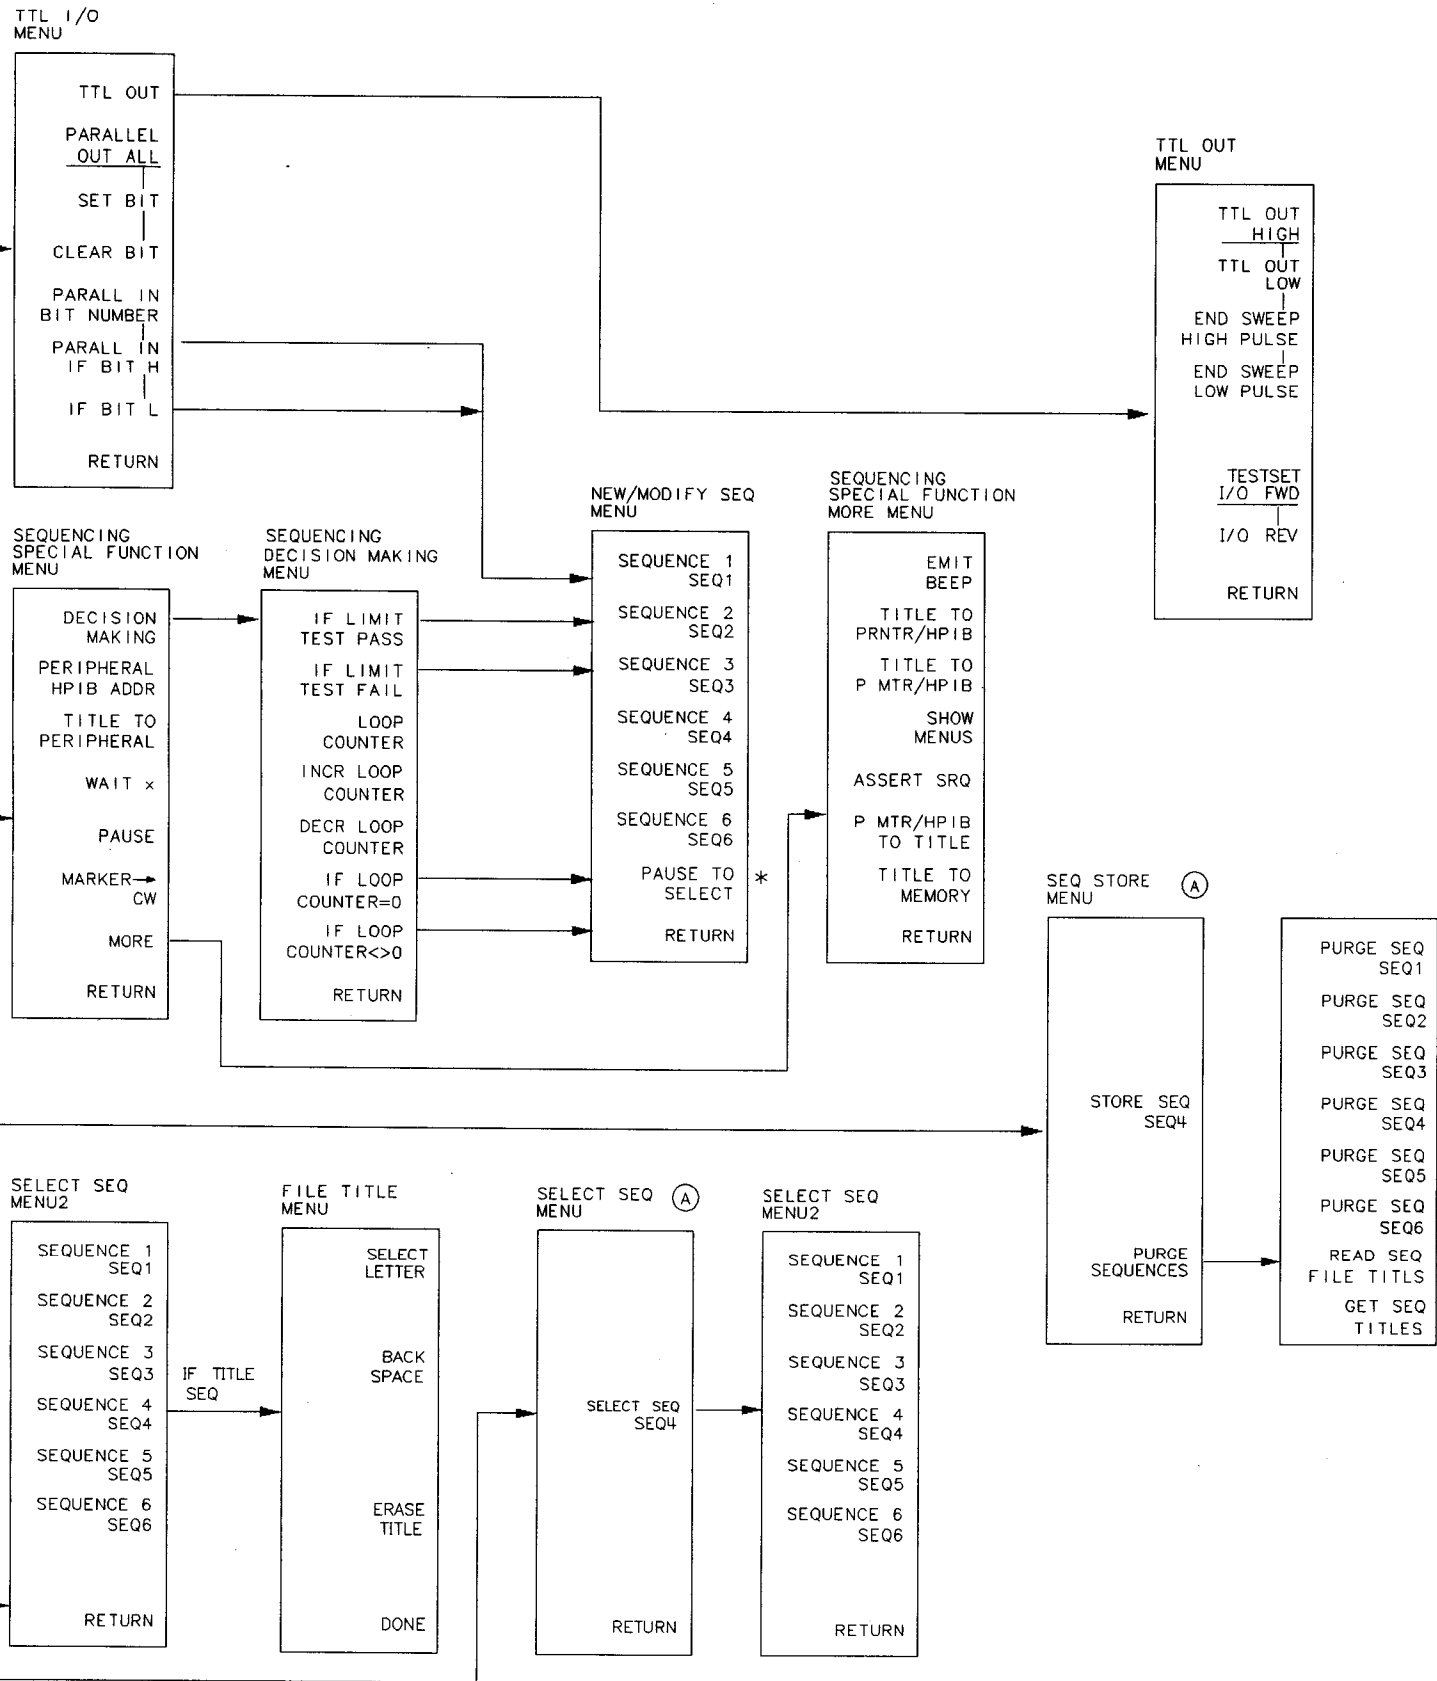 TTL I/O
MENU
TTL OUT
PARALLEL
OUT ALL
SET BIT
CLEAR BIT
PARALL IN
BIT NUMBER
PARALL IN
IF BIT H
IF BIT L
RETURN
TTL OUT
MENU
TTL OUT
HIGH
TTL OUT
LOW
END SWEEP
HIGH PULSE
END SWEEP
LOW PULSE
TESTSET
I/O FWD
I/O REV
RETURN
SEQUENCING
SPECIAL FUNCTION
MENU
DECISION
MAKING
PERIPHERAL
HPIB ADDR
TITLE TO
PERIPHERAL
WAIT x
PAUSE
MARKER→
CW
MORE
RETURN
SEQUENCING
DECISION MAKING
MENU
IF LIMIT
TEST PASS
IF LIMIT
TEST FAIL
LOOP
COUNTER
INCR LOOP
COUNTER
DECR LOOP
COUNTER
IF LOOP
COUNTER=0
IF LOOP
COUNTER<>0
RETURN
NEW/MODIFY SEQ
MENU
SEQUENCE 1
SEQ1
SEQUENCE 2
SEQ2
SEQUENCE 3
SEQ3
SEQUENCE 4
SEQ4
SEQUENCE 5
SEQ5
SEQUENCE 6
SEQ6
PAUSE TO *
SELECT
RETURN
SEQUENCING
SPECIAL FUNCTION
MORE MENU
EMIT
BEEP
TITLE TO
PRNTR/HPIB
TITLE TO
P MTR/HPIB
SHOW
MENUS
ASSERT SRQ
P MTR/HPIB
TO TITLE
TITLE TO
MEMORY
RETURN
SEQ STORE A
MENU
STORE SEQ
SEQ4
PURGE
SEQUENCES
RETURN
PURGE SEQ
SEQ1
PURGE SEQ
SEQ2
PURGE SEQ
SEQ3
PURGE SEQ
SEQ4
PURGE SEQ
SEQ5
PURGE SEQ
SEQ6
READ SEQ
FILE TITLS
GET SEQ
TITLES
SELECT SEQ
MENU2
SEQUENCE 1
SEQ1
SEQUENCE 2
SEQ2
SEQUENCE 3
SEQ3
SEQUENCE 4
SEQ4
SEQUENCE 5
SEQ5
SEQUENCE 6
SEQ6
RETURN
IF TITLE
SEQ
FILE TITLE
MENU
SELECT
LETTER
BACK
SPACE
ERASE
TITLE
DONE
SELECT SEQ A
MENU
SELECT SEQ
SEQ4
RETURN
SELECT SEQ
MENU2
SEQUENCE 1
SEQ1
SEQUENCE 2
SEQ2
SEQUENCE 3
SEQ3
SEQUENCE 4
SEQ4
SEQUENCE 5
SEQ5
SEQUENCE 6
SEQ6
RETURN